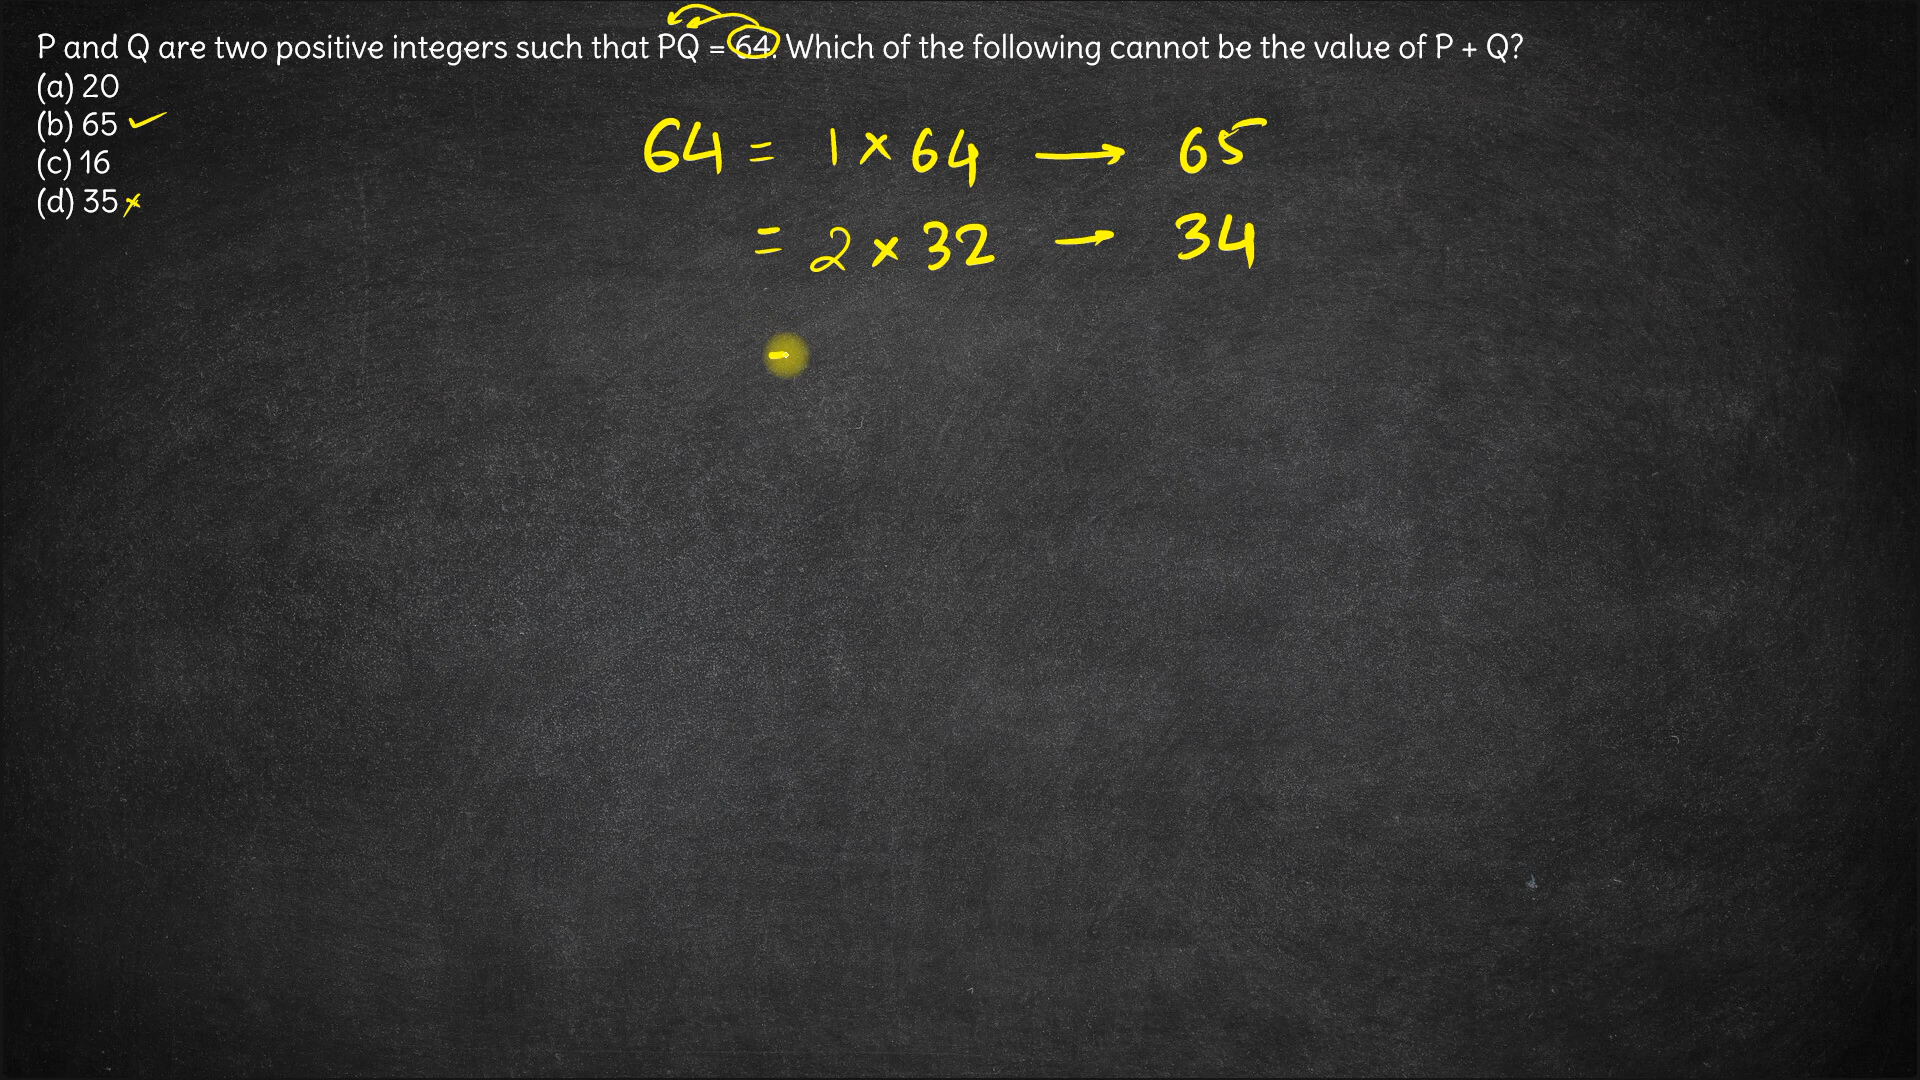 P and Q are two positive integers such that PQ = 64. Which of the following cannot be the value of P + Q?
(a) 20
(b) 65 ✓
(c) 16
(d) 35 ×
64 = 1 × 64 → 65
= 2 × 32 → 34
-